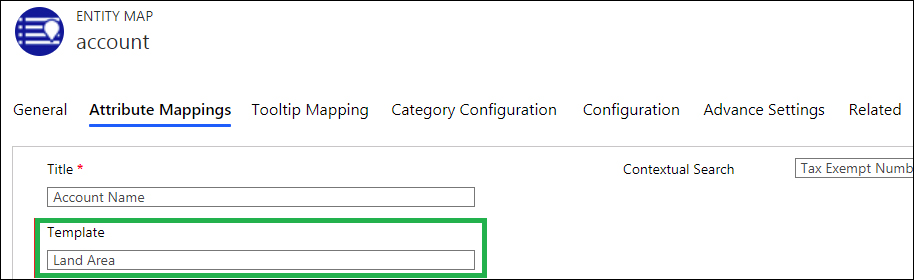 ENTITY MAP
account
General Attribute Mappings Tooltip Mapping Category Configuration Configuration Advance Settings Related
Title * Contextual Search Tax Exempt Numb
Account Name
Template
Land Area